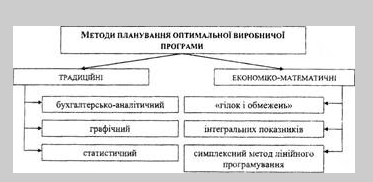 МЕТОДИ ПЛАНУВАННЯ ОПТИМАЛЬНОЇ ВИРОБНИЧОЇ
ПРОГРАМИ
ТРАДИЦІЙНІ
ЕКОНОМІКО-МАТЕМАТИЧНІ
бухгалтерсько-аналітичний
«гілок і обмежень»
графічний
інтегральних показників
статистичний
симплексний метод лінійного
програмування